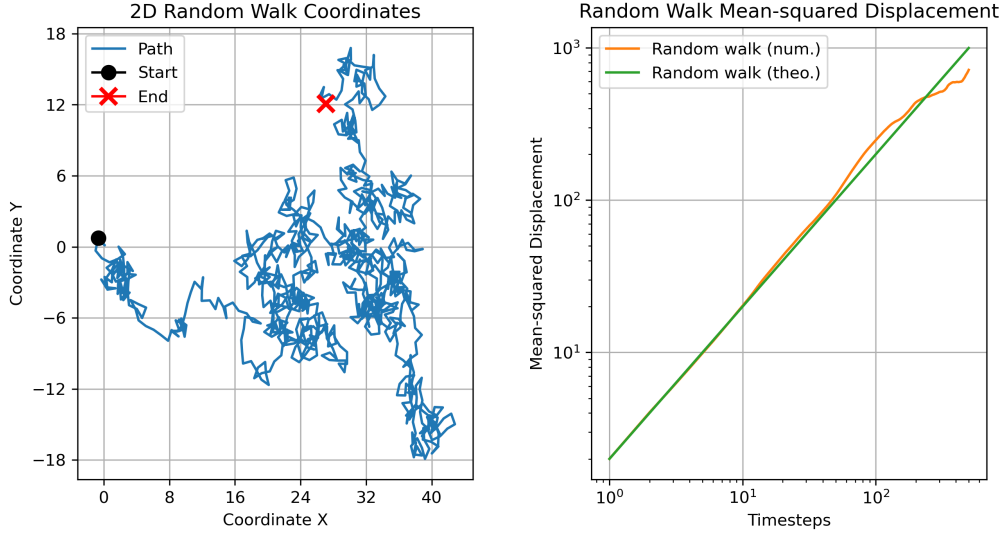 2D Random Walk Coordinates
Path
Start
End
18
12
6
0
−6
−12
−18
Coordinate Y
0
8
16
24
32
40
Coordinate X
Random Walk Mean-squared Displacement
Random walk (num.)
Random walk (theo.)
10³
10²
10¹
Mean-squared Displacement
10⁰
10¹
10²
Timesteps